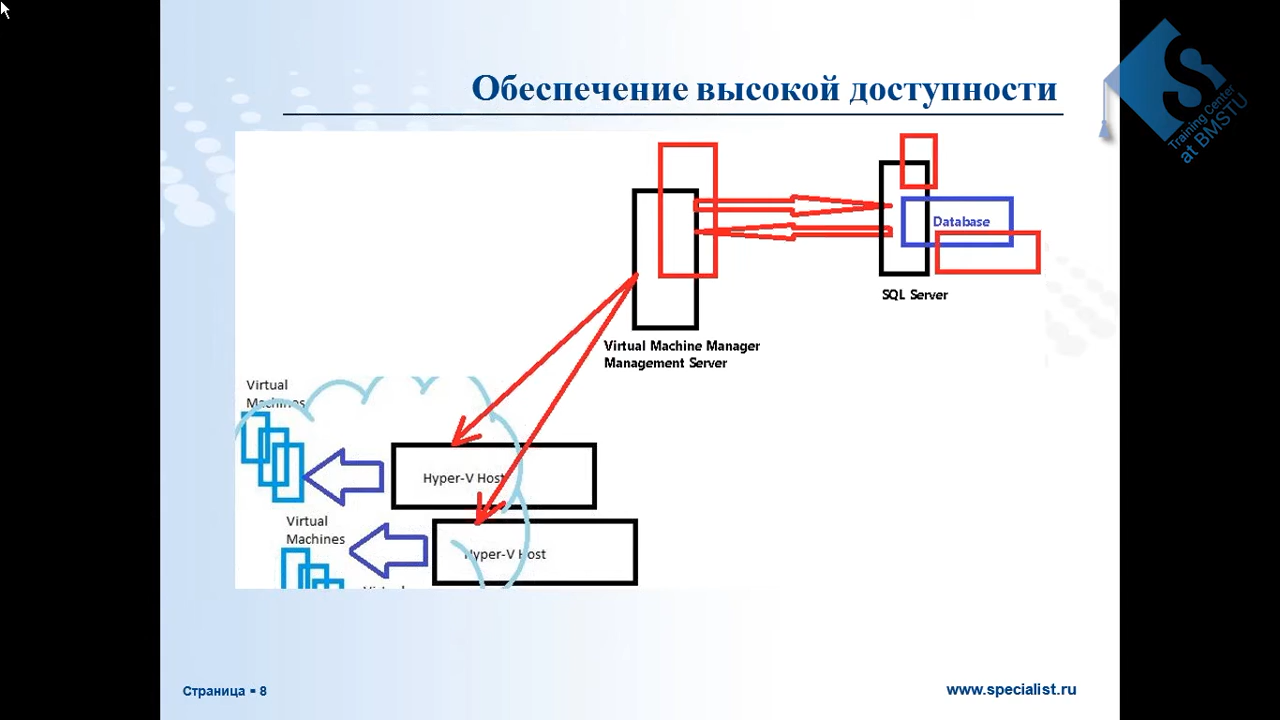 Обеспечение высокой доступности
Training Center
at BMSTU
Database
SQL Server
Virtual Machine Manager
Management Server
Virtual
Machines
Hyper-V Host
Virtual
Machines
Hyper-V Host
Страница ▪ 8
www.specialist.ru